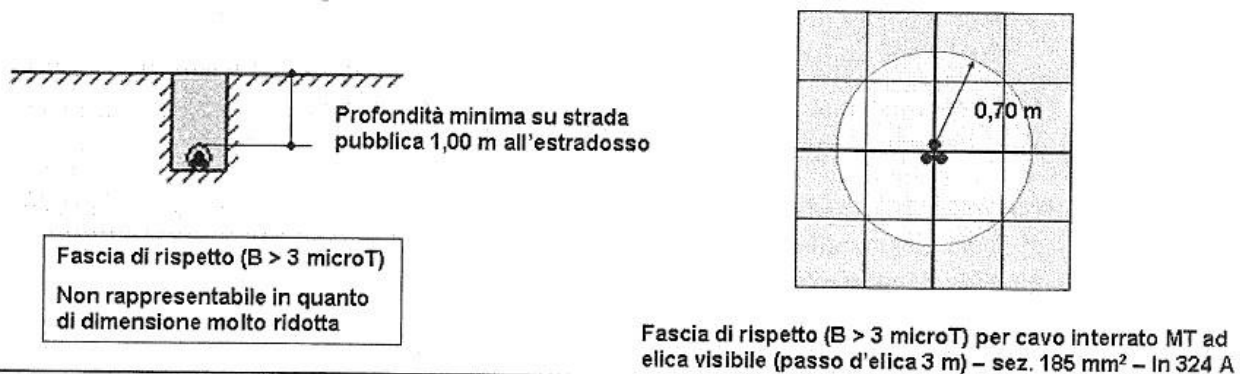 Profondità minima su strada
pubblica 1,00 m all'estradosso
Fascia di rispetto (B > 3 microT)
Non rappresentabile in quanto
di dimensione molto ridotta
0,70 m
Fascia di rispetto (B > 3 microT) per cavo interrato MT ad
elica visibile (passo d'elica 3 m) – sez. 185 mm² – In 324 A